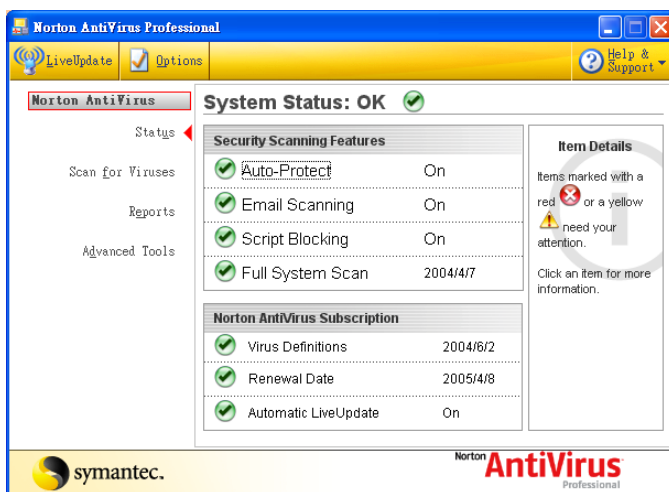 Norton AntiVirus Professional
LiveUpdate
Options
Help & Support
Norton AntiVirus
Status
Scan for Viruses
Reports
Advanced Tools
System Status: OK
Security Scanning Features
Auto-Protect On
Email Scanning On
Script Blocking On
Full System Scan 2004/4/7
Norton AntiVirus Subscription
Virus Definitions 2004/6/2
Renewal Date 2005/4/8
Automatic LiveUpdate On
Item Details
Items marked with a
red or a yellow
need your
attention.
Click an item for more
information.
symantec.
Norton AntiVirus
Professional